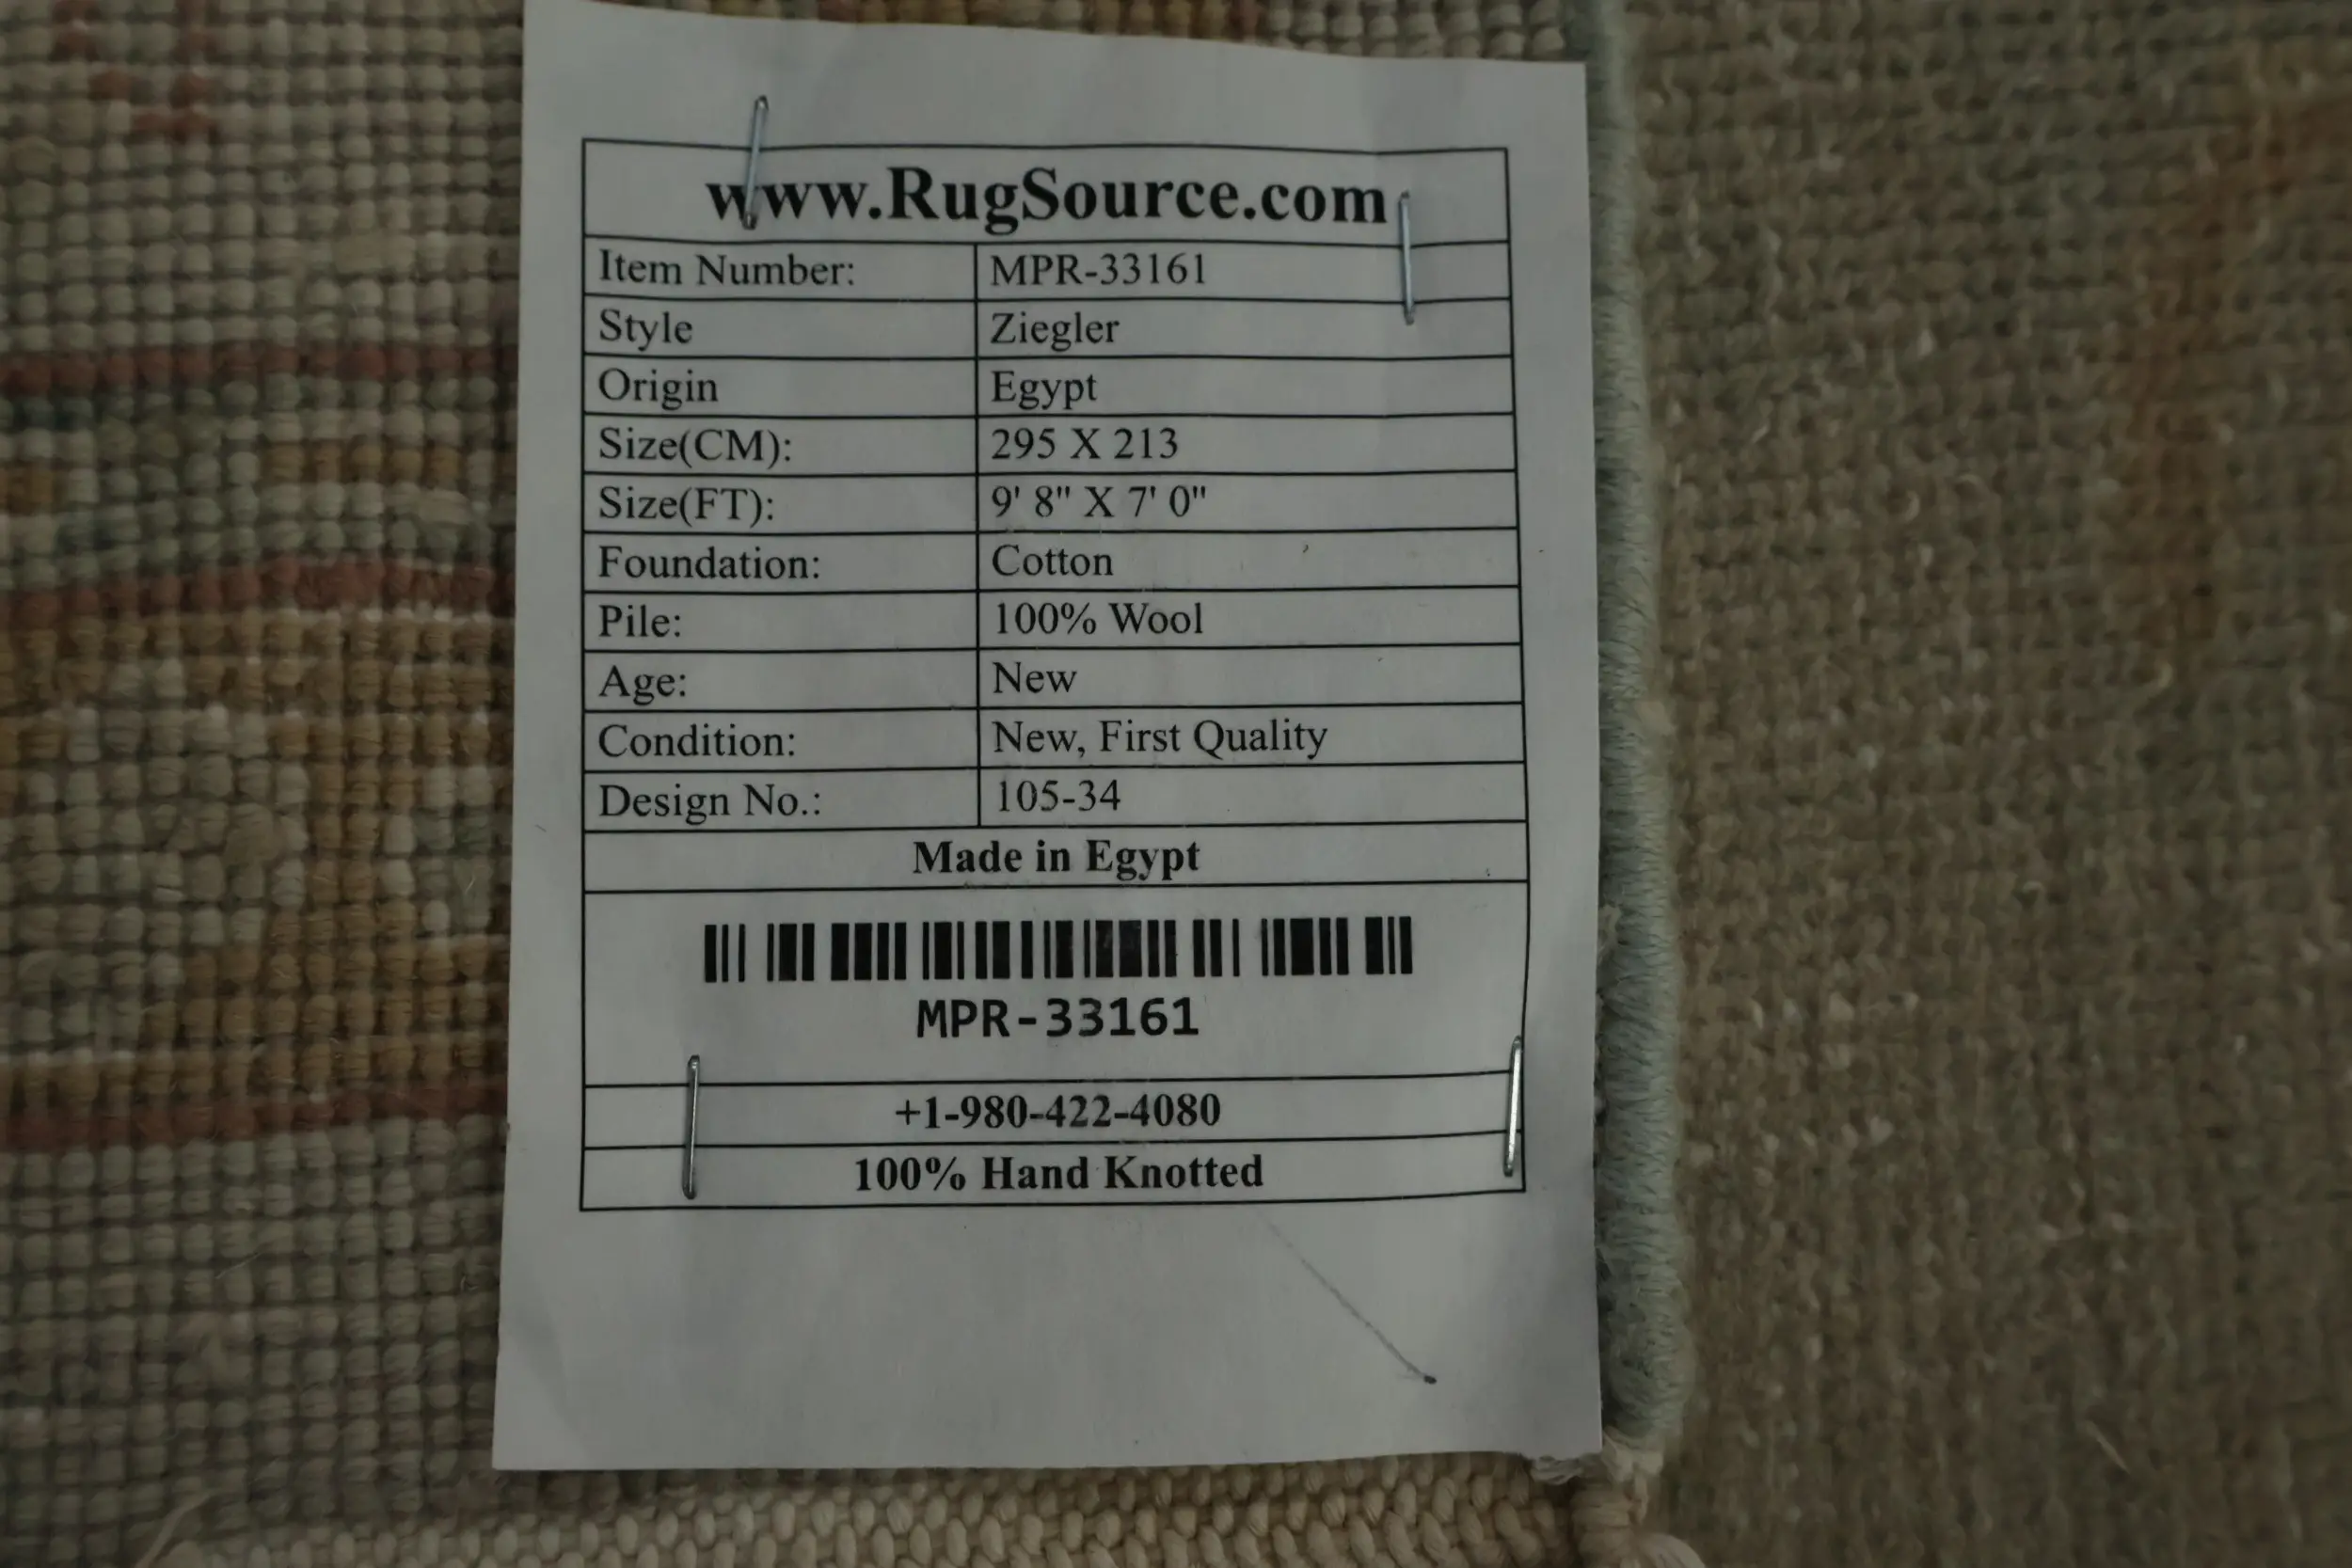 www.RugSource.com
Item Number: MPR-33161
Style Ziegler
Origin Egypt
Size(CM): 295 X 213
Size(FT): 9' 8" X 7' 0"
Foundation: Cotton
Pile: 100% Wool
Age: New
Condition: New, First Quality
Design No.: 105-34
Made in Egypt
MPR-33161
+1-980-422-4080
100% Hand Knotted